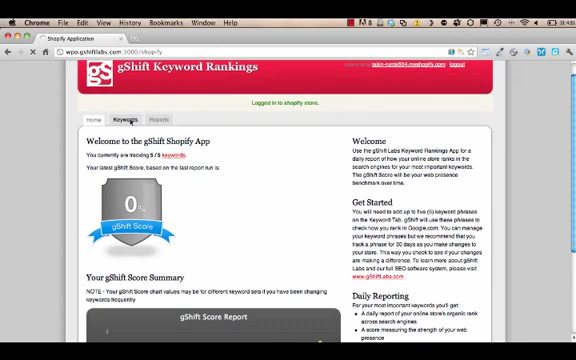 Chrome File Edit View History Bookmarks Window Help
Shopify Application
wpo.gshiftlabs.com:3000/shopify
gS gShift Keyword Rankings
logout
Logged in to shopify store.
Home Keywords Reports
Welcome to the gShift Shopify App
You currently are tracking 5 / 5 keywords.
Your latest gShift Score, based on the last report run is:
0%
gShift Score
Your gShift Score Summary
NOTE - Your gShift Score chart values may be for different keyword sets if you have been changing
keywords frequently
gShift Score Report
1
Welcome
Use the gShift Labs Keyword Rankings App for a
daily report of how your online store ranks in the
search engines for your most important keywords.
The gShift Score will be your web presence
benchmark over time.
Get Started
You will need to add up to five (5) keyword phrases
on the Keyword Tab. gShift will use these phrases to
check how you rank in Google.com. You can manage
your keyword phrases but we recommend that you
track a phrase for 30 days as you make changes to
your store. This way you can check to see if your changes
are making a difference. To learn more about gShift
Labs and our full SEO software system, please visit
www.gShiftLabs.com.
Daily Reporting
For your most important keywords you'll get:
A daily report of your online store's organic rank
across search engines
A score measuring the strength of your web
presence